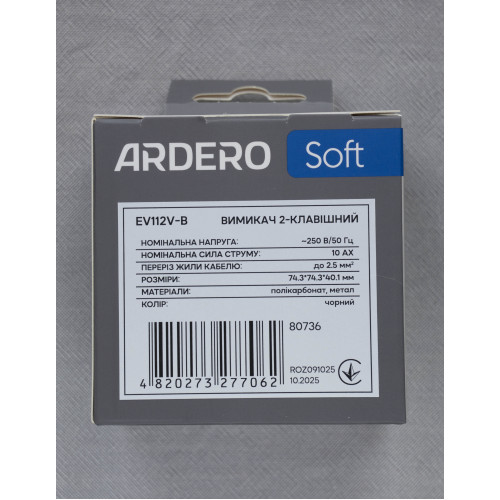 ARDERO Soft
EV112V-B ВИМИКАЧ 2-КЛАВІШНИЙ
НОМІНАЛЬНА НАПРУГА: ~250 В/50 Гц
НОМІНАЛЬНА СИЛА СТРУМУ: 10 AX
ПЕРЕРІЗ ЖИЛИ КАБЕЛЮ: до 2.5 мм²
РОЗМІРИ: 74.3*74.3*40.1 мм
МАТЕРІАЛИ: полікарбонат, метал
КОЛІР: чорний
80736
4 820273 277062
ROZ091025
10.2025